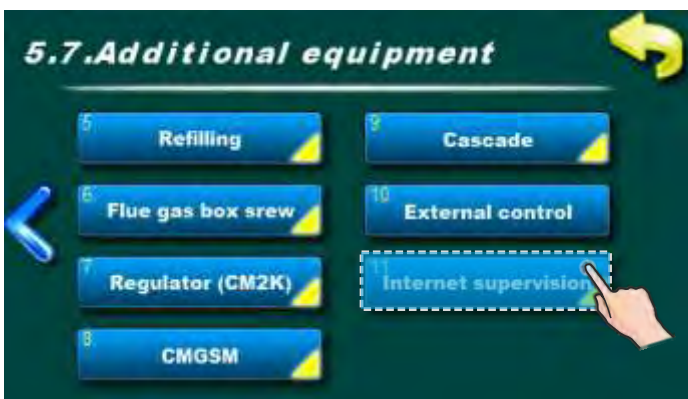 5.7.Additional equipment
5 Refilling
6 Flue gas box srew
7 Regulator (CM2K)
8 CMGSM
9 Cascade
10 External control
11 Internet supervision